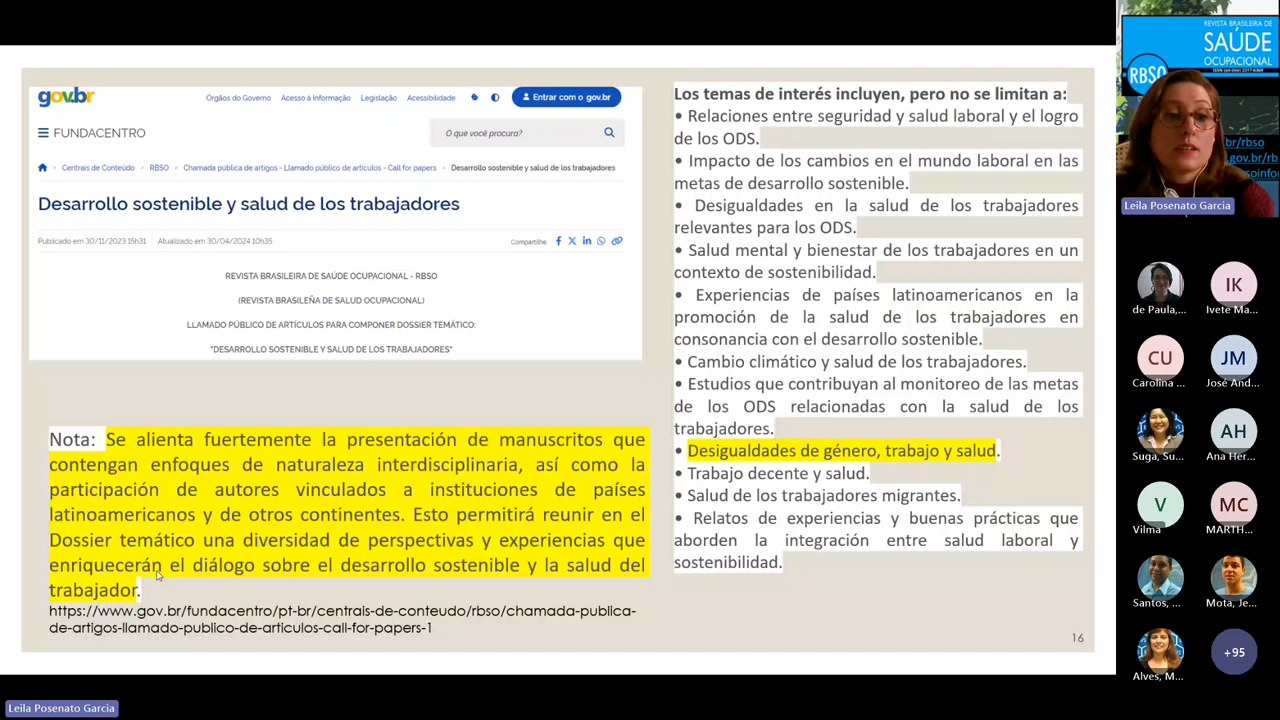 gov.br
Órgãos do Governo
Acesso à Informação
Legislação
Acessibilidade
Entrar com o gov.br
FUNDACENTRO
O que você procura?
Centrais de Conteúdo
RBSO
Chamada pública de artigos - Llamado público de artículos - Call for papers
Desarrollo sostenible y salud de los trabajadores
Desarrollo sostenible y salud de los trabajadores
Publicado em 30/11/2023 15h31
Atualizado em 30/04/2024 10h35
Compartilhe:
REVISTA BRASILEIRA DE SAÚDE OCUPACIONAL - RBSO
(REVISTA BRASILEÑA DE SALUD OCUPACIONAL)
LLAMADO PÚBLICO DE ARTÍCULOS PARA COMPONER DOSSIER TEMÁTICO:
"DESARROLLO SOSTENIBLE Y SALUD DE LOS TRABAJADORES"
Nota: Se alienta fuertemente la presentación de manuscritos que
contengan enfoques de naturaleza interdisciplinaria, así como la
participación de autores vinculados a instituciones de países
latinoamericanos y de otros continentes. Esto permitirá reunir en el
Dossier temático una diversidad de perspectivas y experiencias que
enriquecerán el diálogo sobre el desarrollo sostenible y la salud del
trabajador.
https://www.gov.br/fundacentro/pt-br/centrais-de-conteudo/rbso/chamada-publica-
de-artigos-llamado-publico-de-articulos-call-for-papers-1
Los temas de interés incluyen, pero no se limitan a:
• Relaciones entre seguridad y salud laboral y el logro
de los ODS.
• Impacto de los cambios en el mundo laboral en las
metas de desarrollo sostenible.
• Desigualdades en la salud de los trabajadores
relevantes para los ODS.
• Salud mental y bienestar de los trabajadores en un
contexto de sostenibilidad.
• Experiencias de países latinoamericanos en la
promoción de la salud de los trabajadores en
consonancia con el desarrollo sostenible.
• Cambio climático y salud de los trabajadores.
• Estudios que contribuyan al monitoreo de las metas
de los ODS relacionadas con la salud de los
trabajadores.
• Desigualdades de género, trabajo y salud.
• Trabajo decente y salud.
• Salud de los trabajadores migrantes.
• Relatos de experiencias y buenas prácticas que
aborden la integración entre salud laboral y
sostenibilidad.
16
REVISTA BRASILEIRA DE
SAÚDE
OCUPACIONAL
RBSO
br/rbso
gov.br/rb
soinfo
Leila Posenato Garcia
de Paula,...
IK
Ivete Ma...
CU
Carolina ...
JM
José And...
Suga, Su...
AH
Ana Her...
V
Vilma
MC
MARTH...
Santos, ...
Mota, Je...
Alves, M...
+95
Leila Posenato Garcia